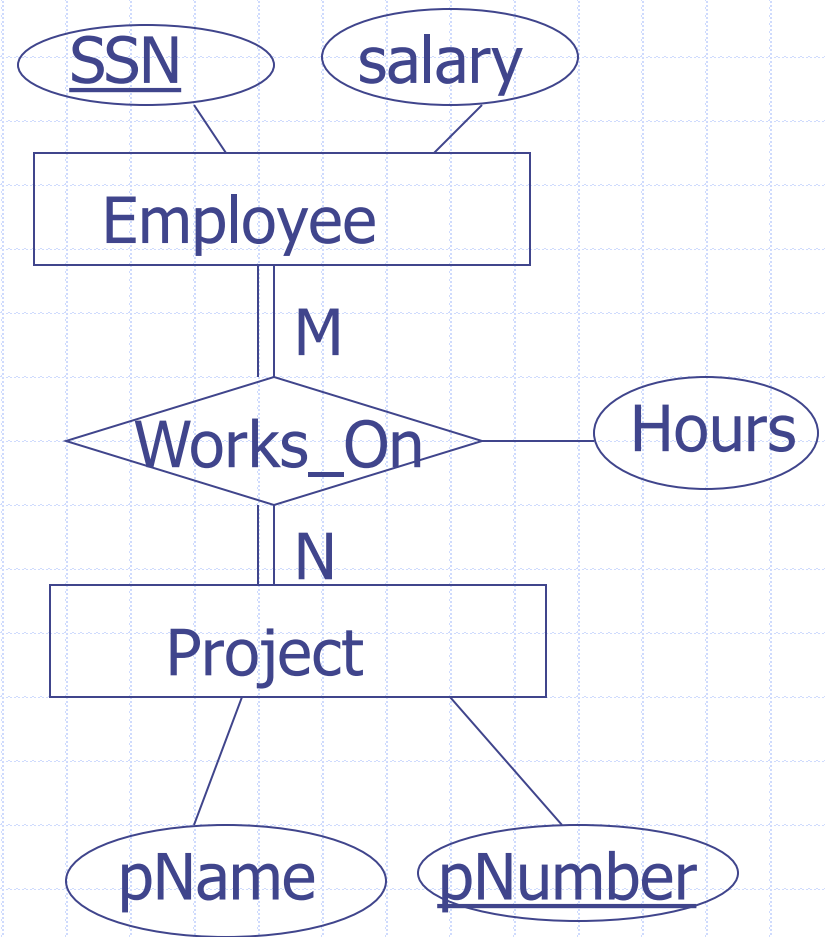 SSN
salary
Employee
M
Works_On
Hours
N
Project
pName
pNumber